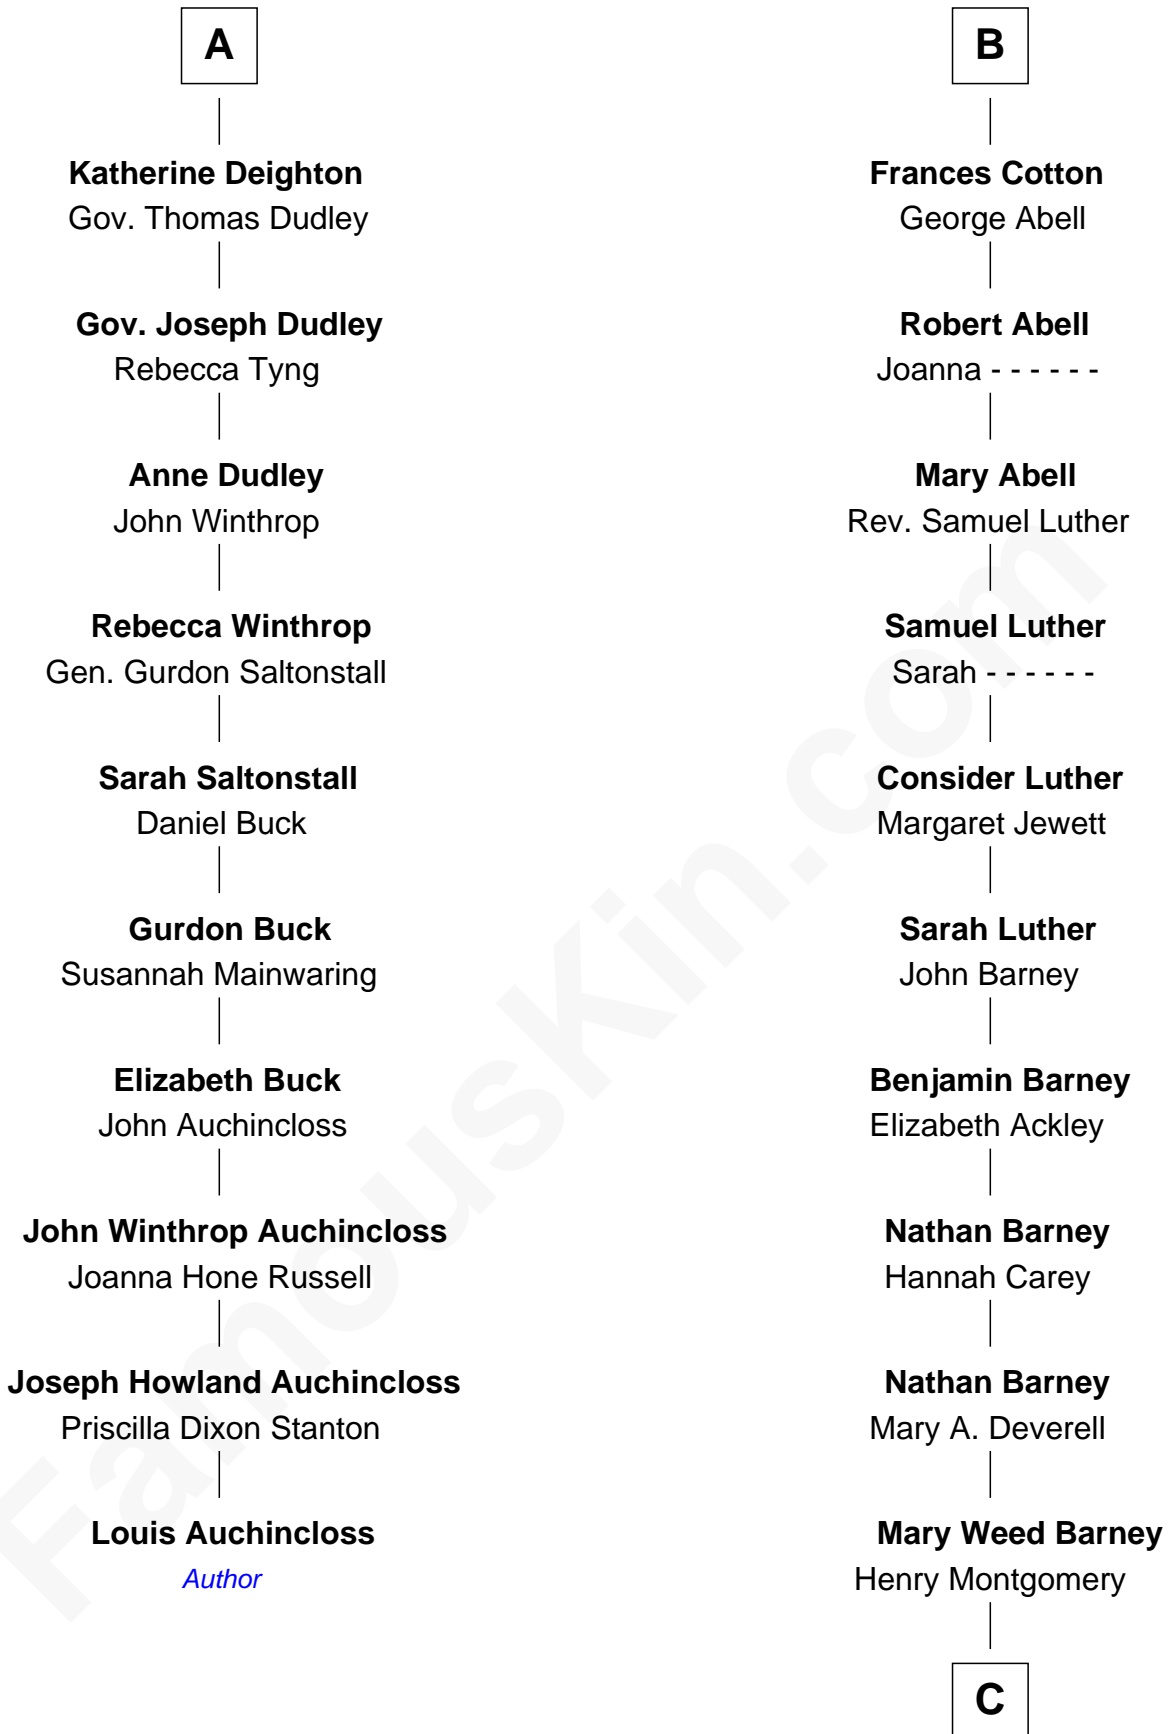 A
Katherine Deighton
Gov. Thomas Dudley
Gov. Joseph Dudley
Rebecca Tyng
Anne Dudley
John Winthrop
Rebecca Winthrop
Gen. Gurdon Saltonstall
Sarah Saltonstall
Daniel Buck
Gurdon Buck
Susannah Mainwaring
Elizabeth Buck
John Auchincloss
John Winthrop Auchincloss
Joanna Hone Russell
Joseph Howland Auchincloss
Priscilla Dixon Stanton
Louis Auchincloss
Author
B
Frances Cotton
George Abell
Robert Abell
Joanna - - - - - -
Mary Abell
Rev. Samuel Luther
Samuel Luther
Sarah - - - - - -
Consider Luther
Margaret Jewett
Sarah Luther
John Barney
Benjamin Barney
Elizabeth Ackley
Nathan Barney
Hannah Carey
Nathan Barney
Mary A. Deverell
Mary Weed Barney
Henry Montgomery
C
FamousKin.com